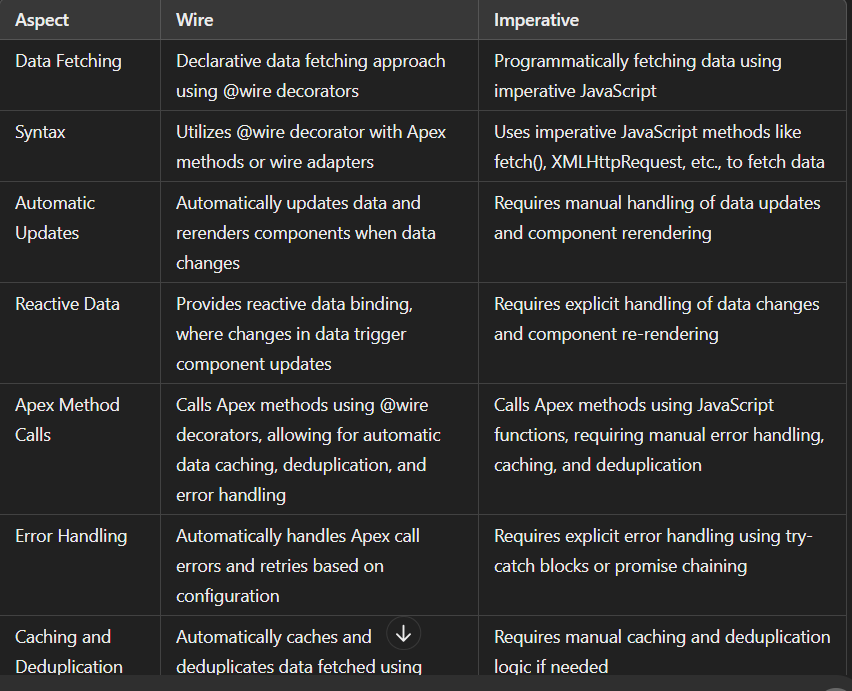 Aspect
Wire
Imperative
Data Fetching
Declarative data fetching approach
using @wire decorators
Programmatically fetching data using
imperative JavaScript
Syntax
Utilizes @wire decorator with Apex
methods or wire adapters
Uses imperative JavaScript methods like
fetch(), XMLHttpRequest, etc., to fetch data
Automatic
Updates
Automatically updates data and
rerenders components when data
changes
Requires manual handling of data updates
and component rerendering
Reactive Data
Provides reactive data binding,
where changes in data trigger
component updates
Requires explicit handling of data changes
and component re-rendering
Apex Method
Calls
Calls Apex methods using @wire
decorators, allowing for automatic
data caching, deduplication, and
error handling
Calls Apex methods using JavaScript
functions, requiring manual error handling,
caching, and deduplication
Error Handling
Automatically handles Apex call
errors and retries based on
configuration
Requires explicit error handling using try-
catch blocks or promise chaining
Caching and
Deduplication
Automatically caches and
deduplicates data fetched using
Requires manual caching and deduplication
logic if needed